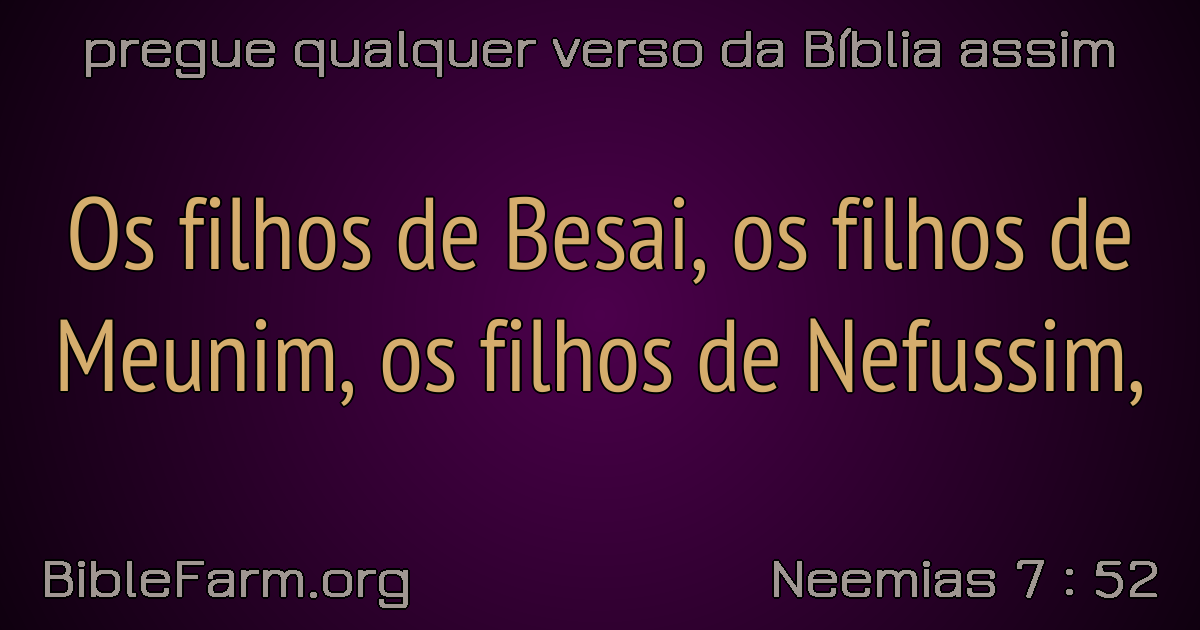 pregue qualquer verso da Bíblia assim
Os filhos de Besai, os filhos de
Meunim, os filhos de Nefussim,
BibleFarm.org
Neemias 7 : 52